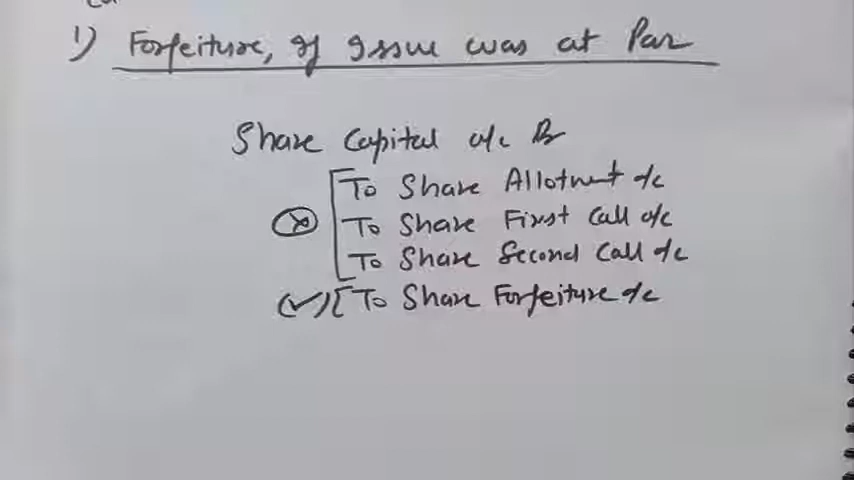 1) Forfeiture, if Issue was at Par
Share Capital a/c Dr
To Share Allotment a/c
To Share First Call a/c
To Share Second Call a/c
To Share Forfeiture a/c